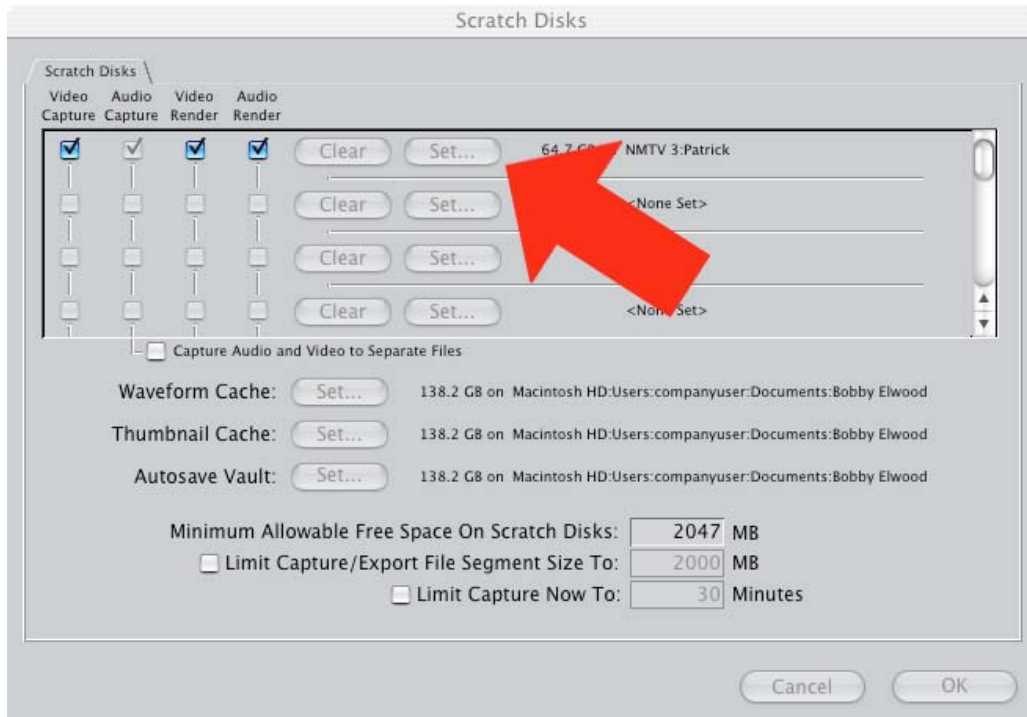 Scratch Disks
Scratch Disks
Video Audio Video Audio
Capture Capture Render Render
Clear Set... 64.7 GB NMTV 3:Patrick
Clear Set... <None Set>
Clear Set...
Clear Set... <None Set>
Capture Audio and Video to Separate Files
Waveform Cache: Set... 138.2 GB on Macintosh HD:Users:companyuser:Documents:Bobby Elwood
Thumbnail Cache: Set... 138.2 GB on Macintosh HD:Users:companyuser:Documents:Bobby Elwood
Autosave Vault: Set... 138.2 GB on Macintosh HD:Users:companyuser:Documents:Bobby Elwood
Minimum Allowable Free Space On Scratch Disks: 2047 MB
Limit Capture/Export File Segment Size To: 2000 MB
Limit Capture Now To: 30 Minutes
Cancel OK